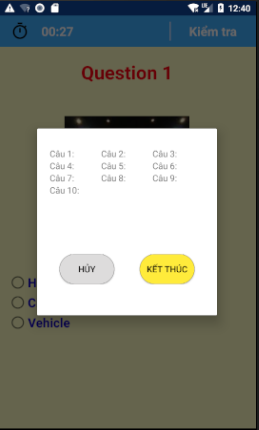 12:40
00:27 Kiểm tra
Question 1
Câu 1: Câu 2: Câu 3:
Câu 4: Câu 5: Câu 6:
Câu 7: Câu 8: Câu 9:
Câu 10:
HỦY KẾT THÚC
H
C
Vehicle